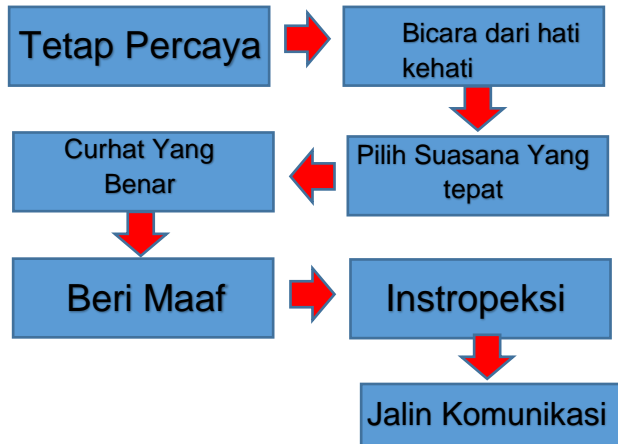 Tetap Percaya
Bicara dari hati
kehati
Pilih Suasana Yang
tepat
Curhat Yang
Benar
Beri Maaf
Instropeksi
Jalin Komunikasi